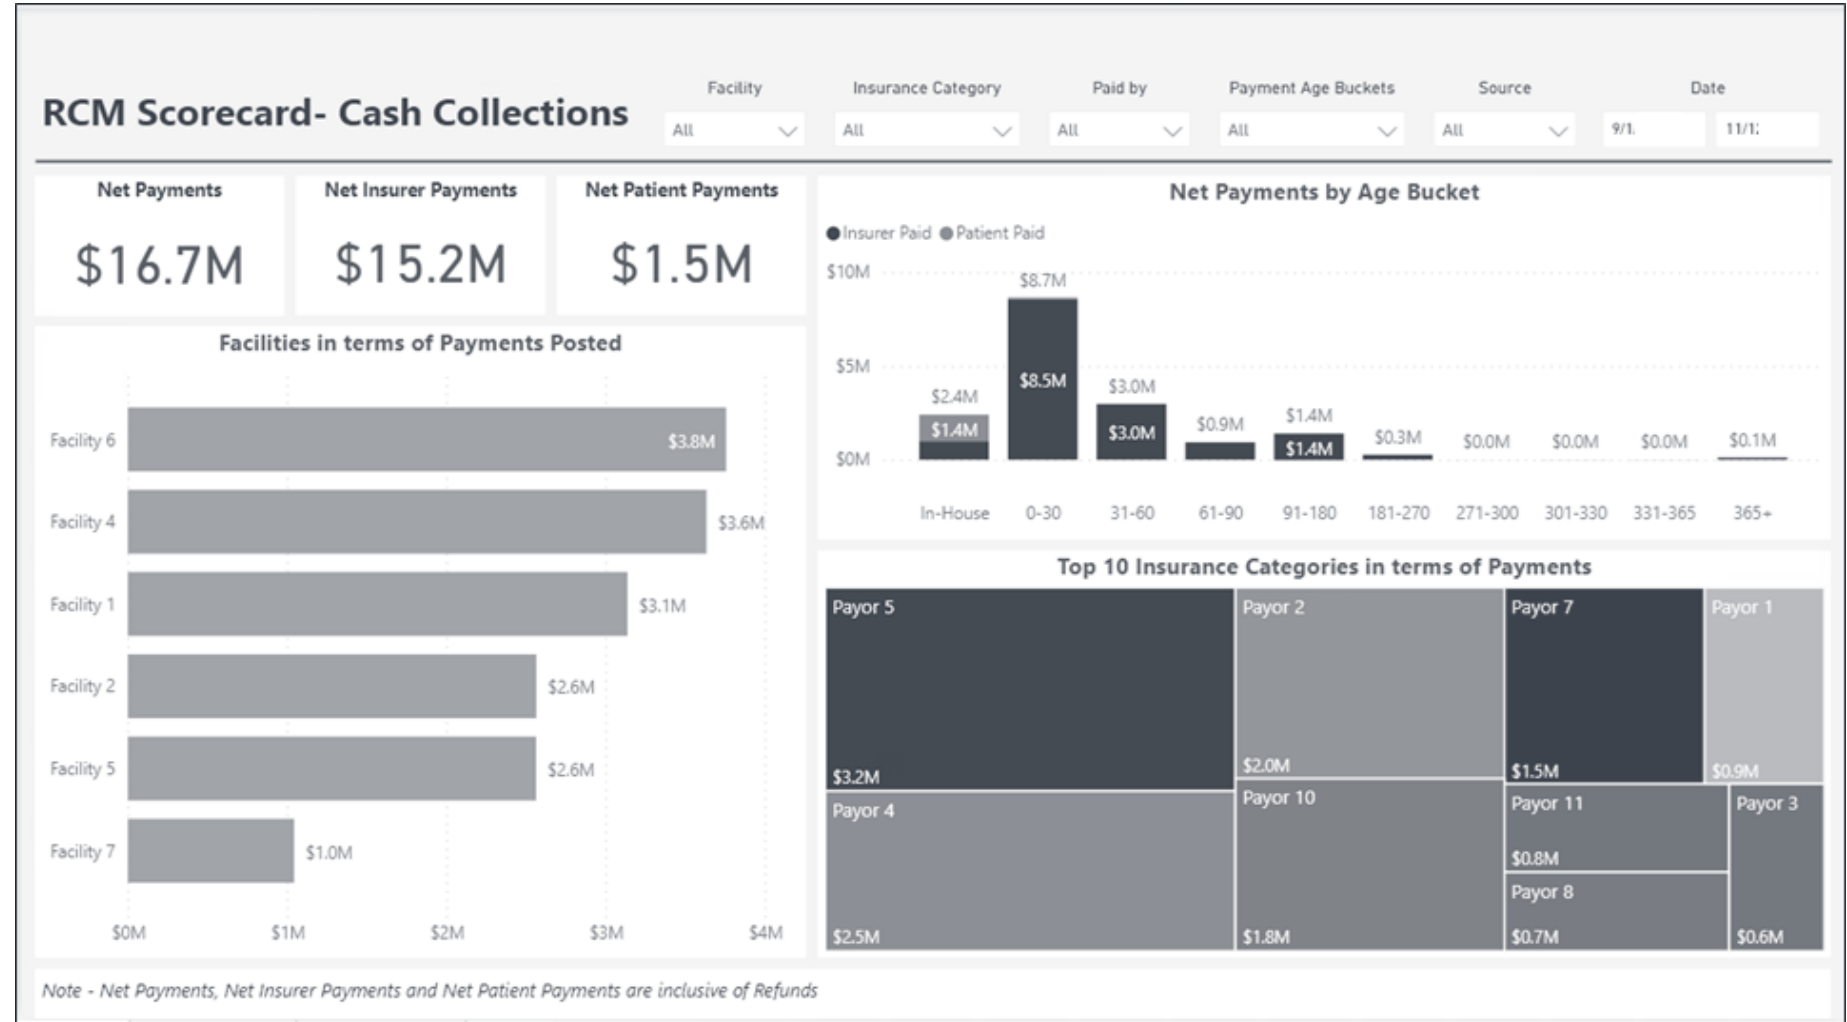 RCM Scorecard- Cash Collections
Facility
All
Insurance Category
All
Paid by
All
Payment Age Buckets
All
Source
All
Date
9/1.
11/1
Net Payments
$16.7M
Net Insurer Payments
$15.2M
Net Patient Payments
$1.5M
Facilities in terms of Payments Posted
Facility 6
$3.8M
Facility 4
$3.6M
Facility 1
$3.1M
Facility 2
$2.6M
Facility 5
$2.6M
Facility 7
$1.0M
$0M $1M $2M $3M $4M
Net Payments by Age Bucket
Insurer Paid Patient Paid
$10M
$5M
$0M
$2.4M
$1.4M
$8.7M
$8.5M
$3.0M
$3.0M
$0.9M
$1.4M
$1.4M
$0.3M
$0.0M
$0.0M
$0.0M
$0.1M
In-House 0-30 31-60 61-90 91-180 181-270 271-300 301-330 331-365 365+
Top 10 Insurance Categories in terms of Payments
Payor 5
$3.2M
Payor 4
$2.5M
Payor 2
$2.0M
Payor 10
$1.8M
Payor 7
$1.5M
Payor 1
$0.9M
Payor 11
$0.8M
Payor 8
$0.7M
Payor 3
$0.6M
Note - Net Payments, Net Insurer Payments and Net Patient Payments are inclusive of Refunds